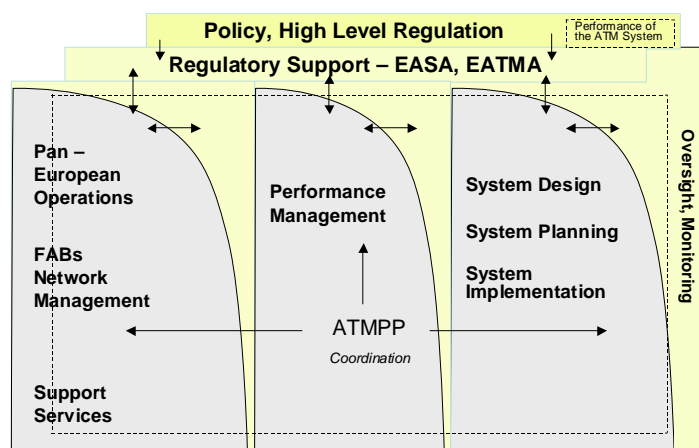 Policy, High Level Regulation
Performance of
the ATM System
Regulatory Support – EASA, EATMA
Pan –
European
Operations
FABs
Network
Management
Support
Services
Performance
Management
ATMPP
Coordination
System Design
System Planning
System
Implementation
Oversight, Monitoring